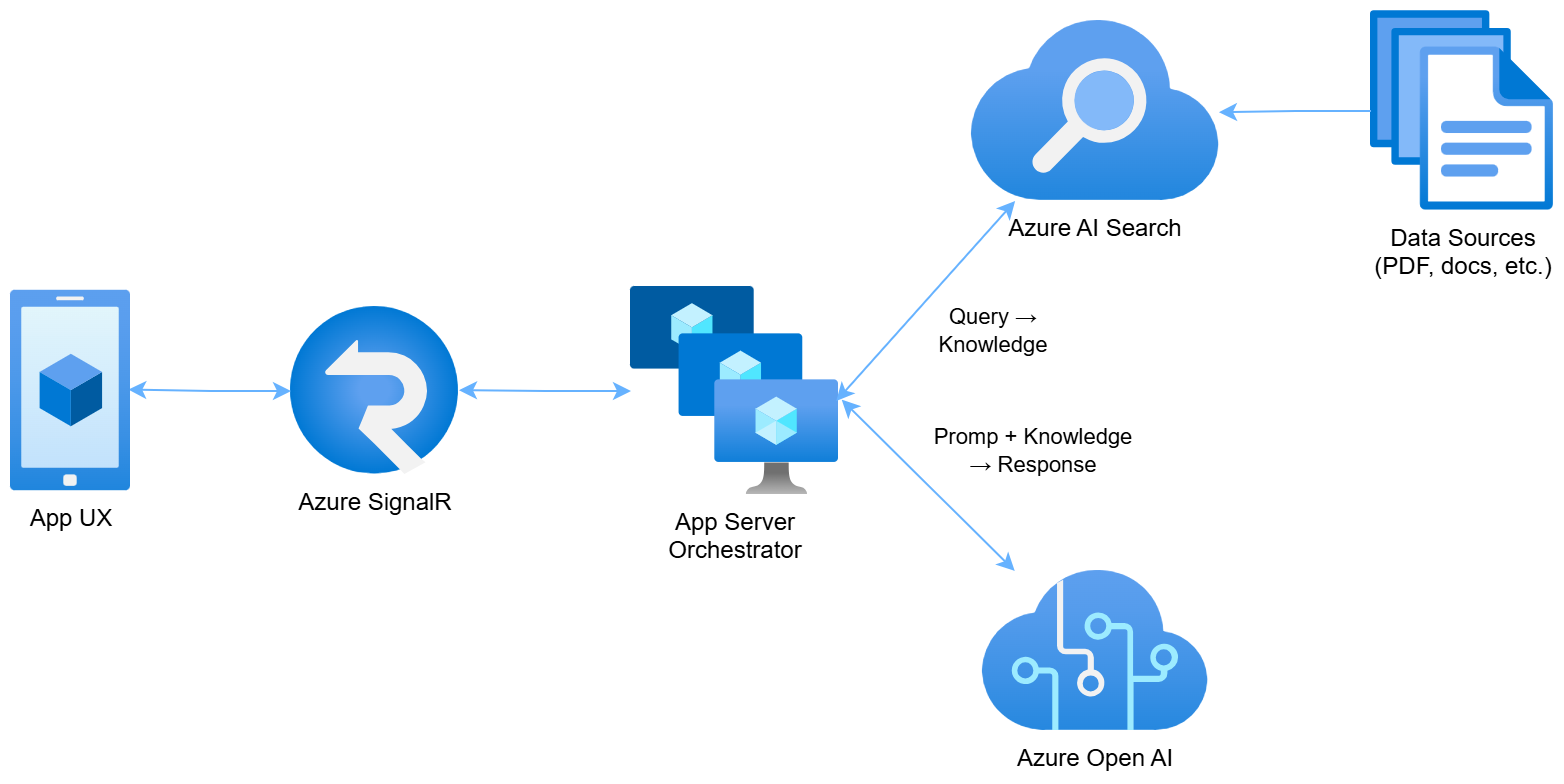 Azure AI Search
Data Sources
(PDF, docs, etc.)
Query →
Knowledge
Promp + Knowledge
→ Response
App UX
Azure SignalR
App Server
Orchestrator
Azure Open AI